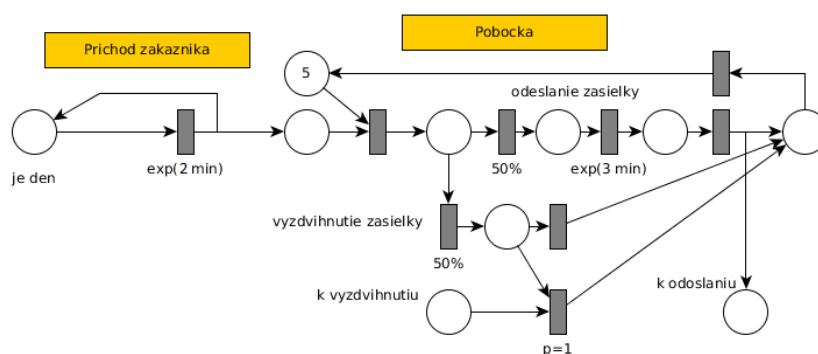 Prichod zakaznika
Pobocka
5
odeslanie zasielky
je den
exp(2 min)
50%
exp(3 min)
vyzdvihnutie zasielky
50%
k vyzdvihnutiu
k odoslaniu
p=1